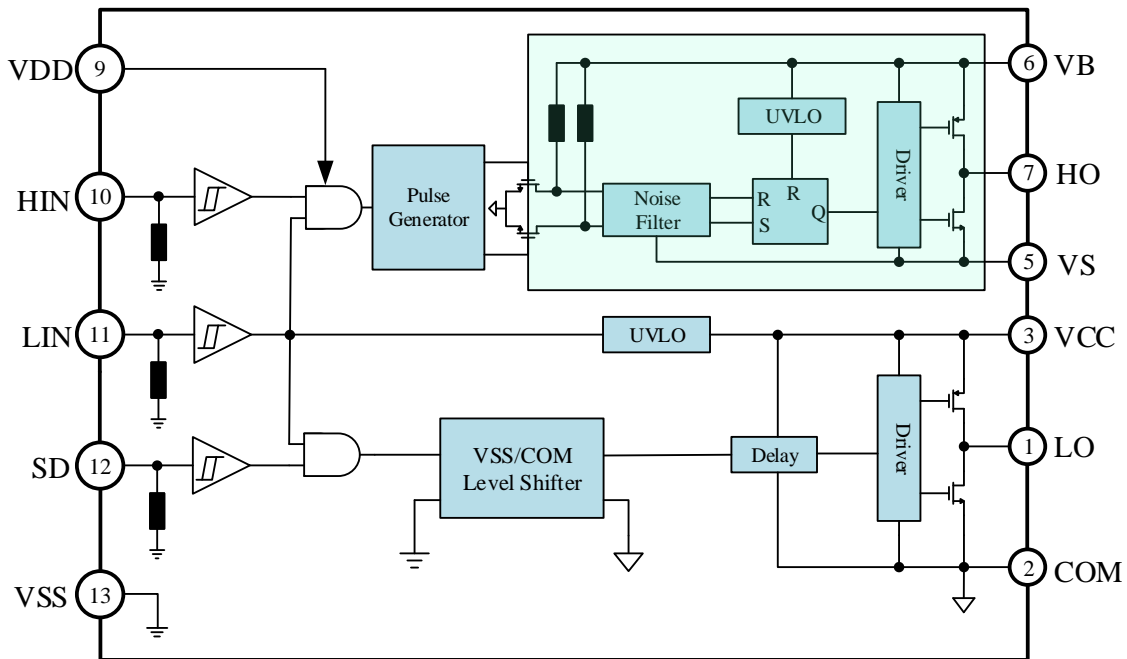 VDD 9
HIN 10
LIN 11
SD 12
VSS 13
Pulse
Generator
Noise
Filter
UVLO
R
R
S
Q
Driver
UVLO
VSS/COM
Level Shifter
Delay
Driver
6 VB
7 HO
5 VS
3 VCC
1 LO
2 COM